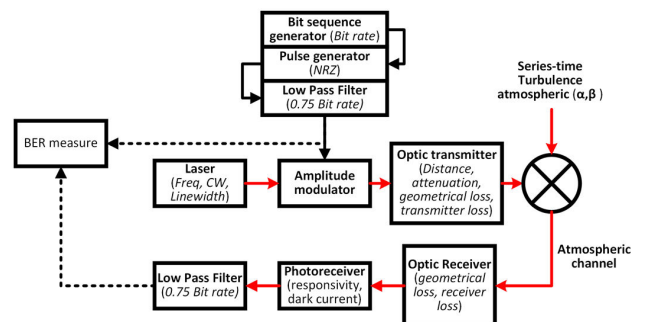 Bit sequence
generator (Bit rate)
Pulse generator
(NRZ)
Low Pass Filter
(0.75 Bit rate)
Series-time
Turbulence
atmospheric (α,β )
BER measure
Laser
(Freq, CW,
Linewidth)
Amplitude
modulator
Optic transmitter
(Distance,
attenuation,
geometrical loss,
transmitter loss)
Atmospheric
channel
Low Pass Filter
(0.75 Bit rate)
Photoreceiver
(responsivity,
dark current)
Optic Receiver
(geometrical
loss, receiver
loss)